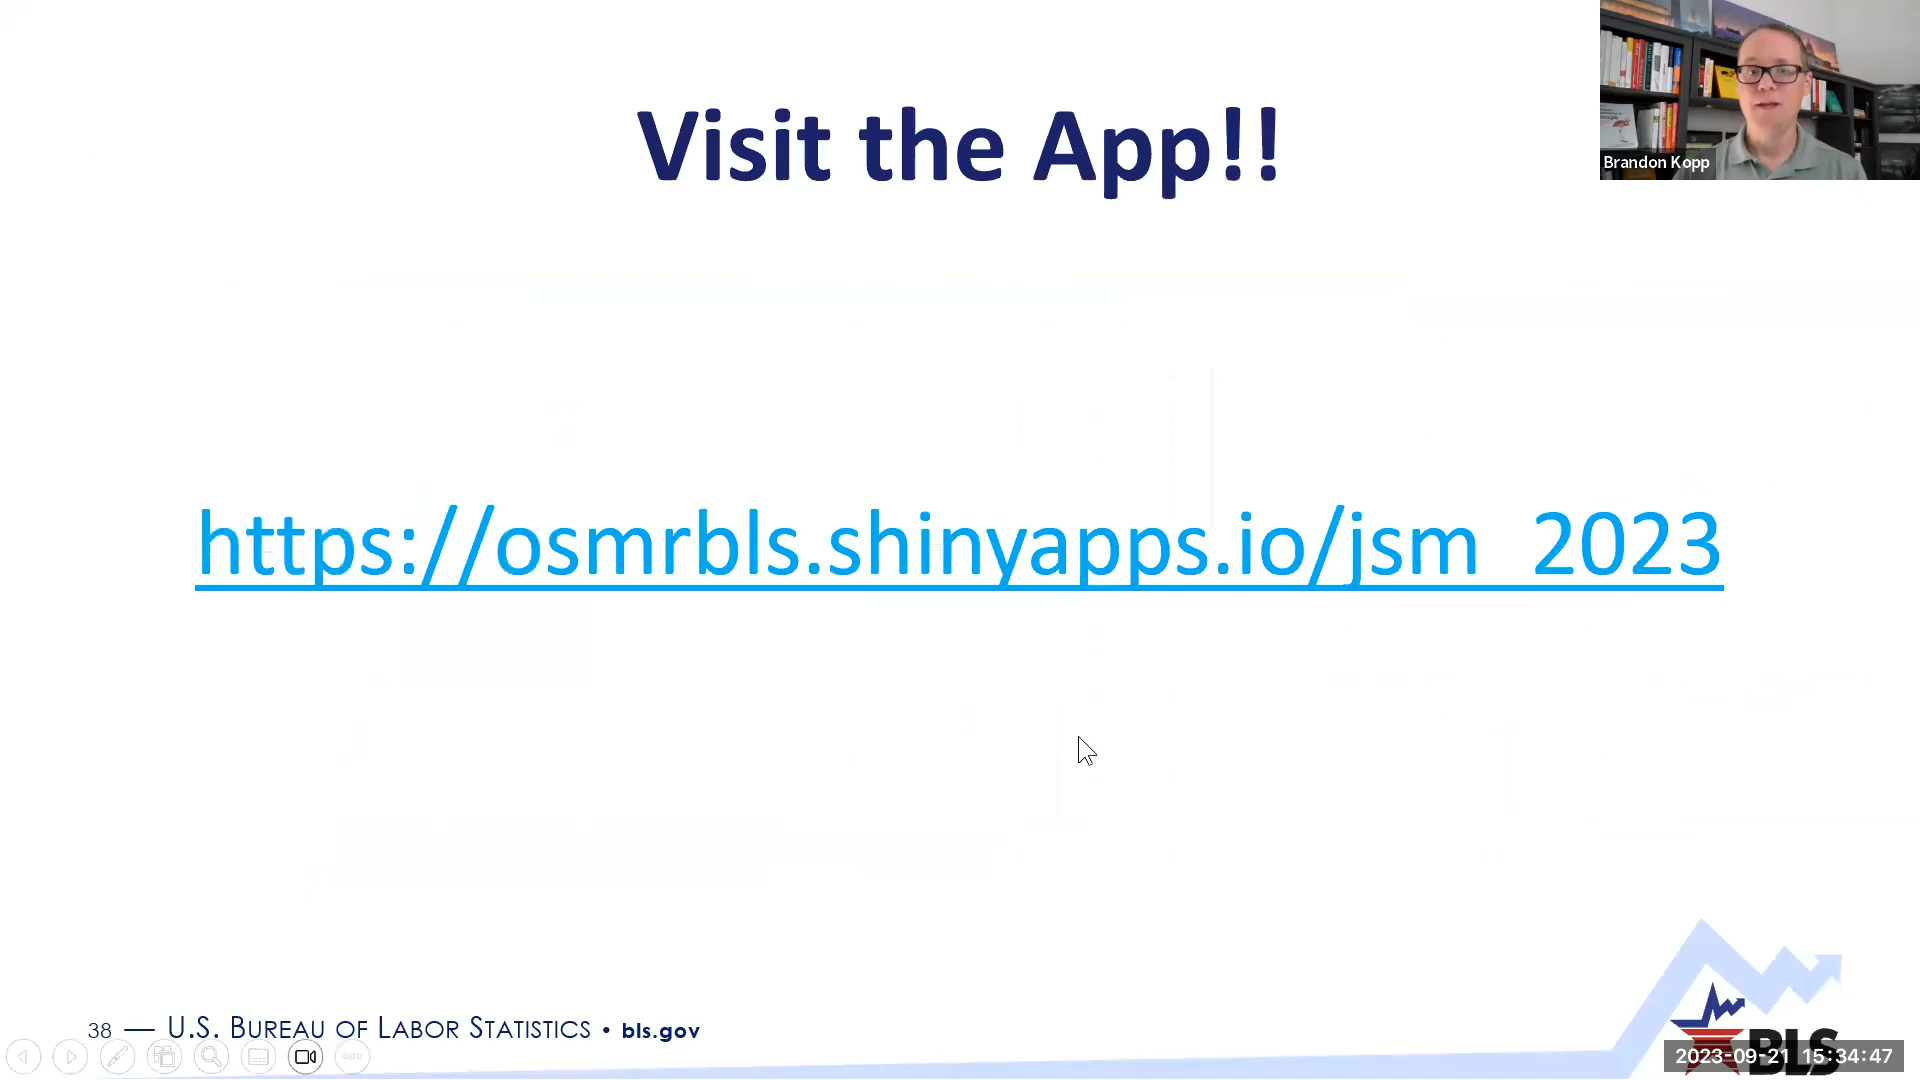 Visit the App!!
Brandon Kopp
https://osmrbls.shinyapps.io/jsm_2023
38 — U.S. BUREAU OF LABOR STATISTICS • bls.gov
BLS
2023-09-21 15:34:47